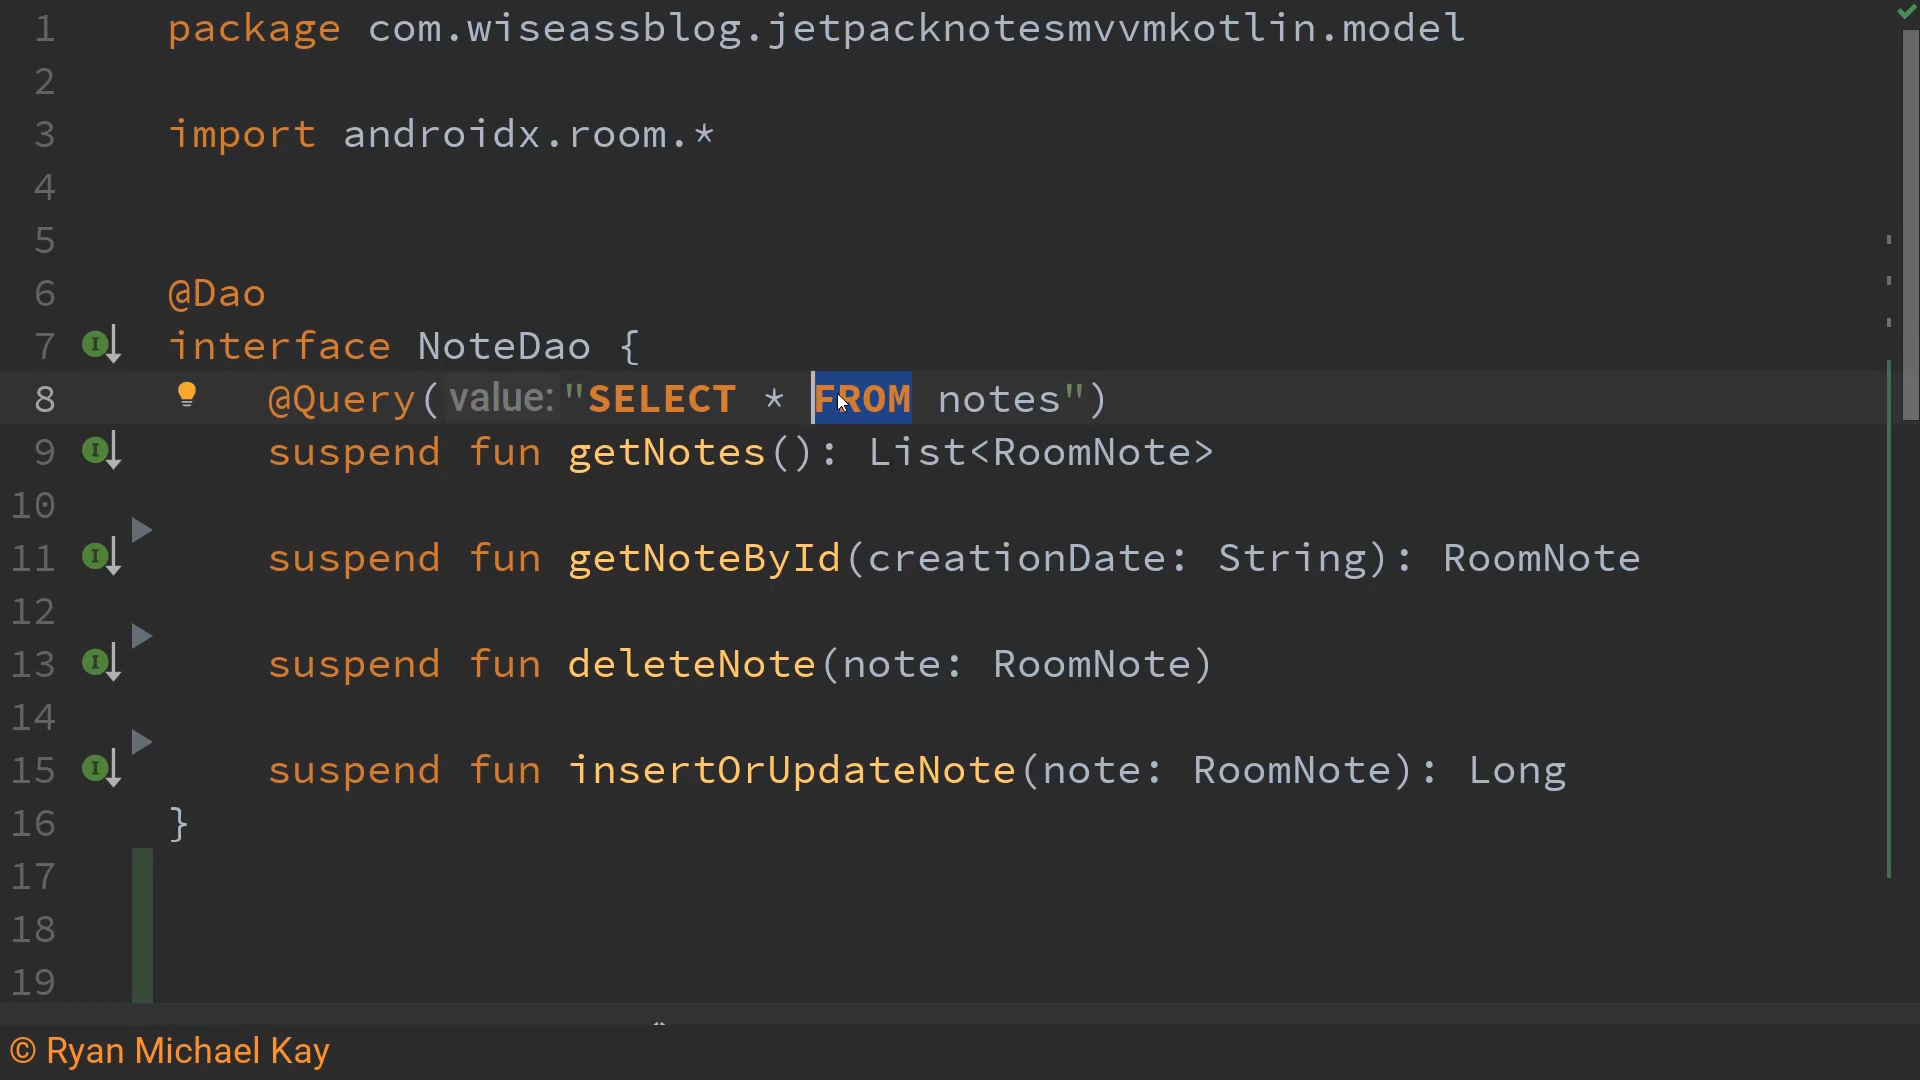 1 package com.wiseassblog.jetpacknotesmvvmkotlin.model
2
3 import androidx.room.*
4
5
6 @Dao
7 interface NoteDao {
8 @Query( value: "SELECT * FROM notes")
9 suspend fun getNotes(): List<RoomNote>
10
11 suspend fun getNoteById(creationDate: String): RoomNote
12
13 suspend fun deleteNote(note: RoomNote)
14
15 suspend fun insertOrUpdateNote(note: RoomNote): Long
16 }
17
18
19
© Ryan Michael Kay